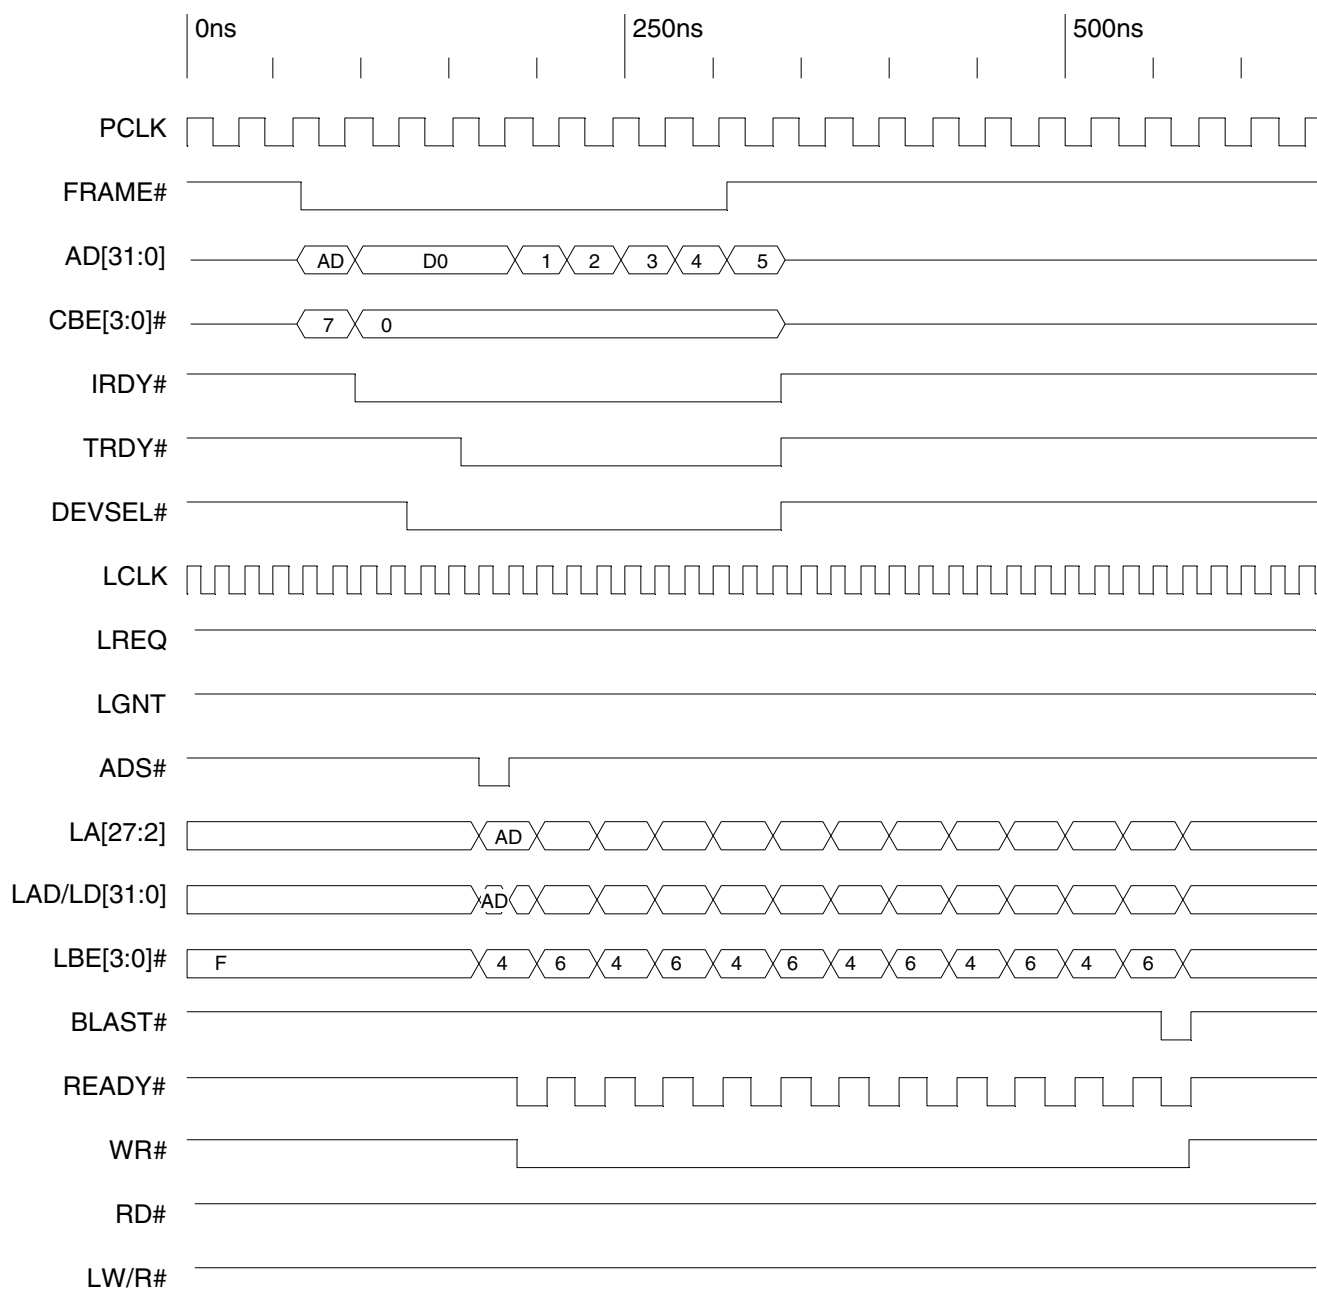 0ns 250ns 500ns
PCLK
FRAME#
AD[31:0] AD D0 1 2 3 4 5
CBE[3:0]# 7 0
IRDY#
TRDY#
DEVSEL#
LCLK
LREQ
LGNT
ADS#
LA[27:2] AD
LAD/LD[31:0] AD
LBE[3:0]# F 4 6 4 6 4 6 4 6 4 6 4 6
BLAST#
READY#
WR#
RD#
LW/R#